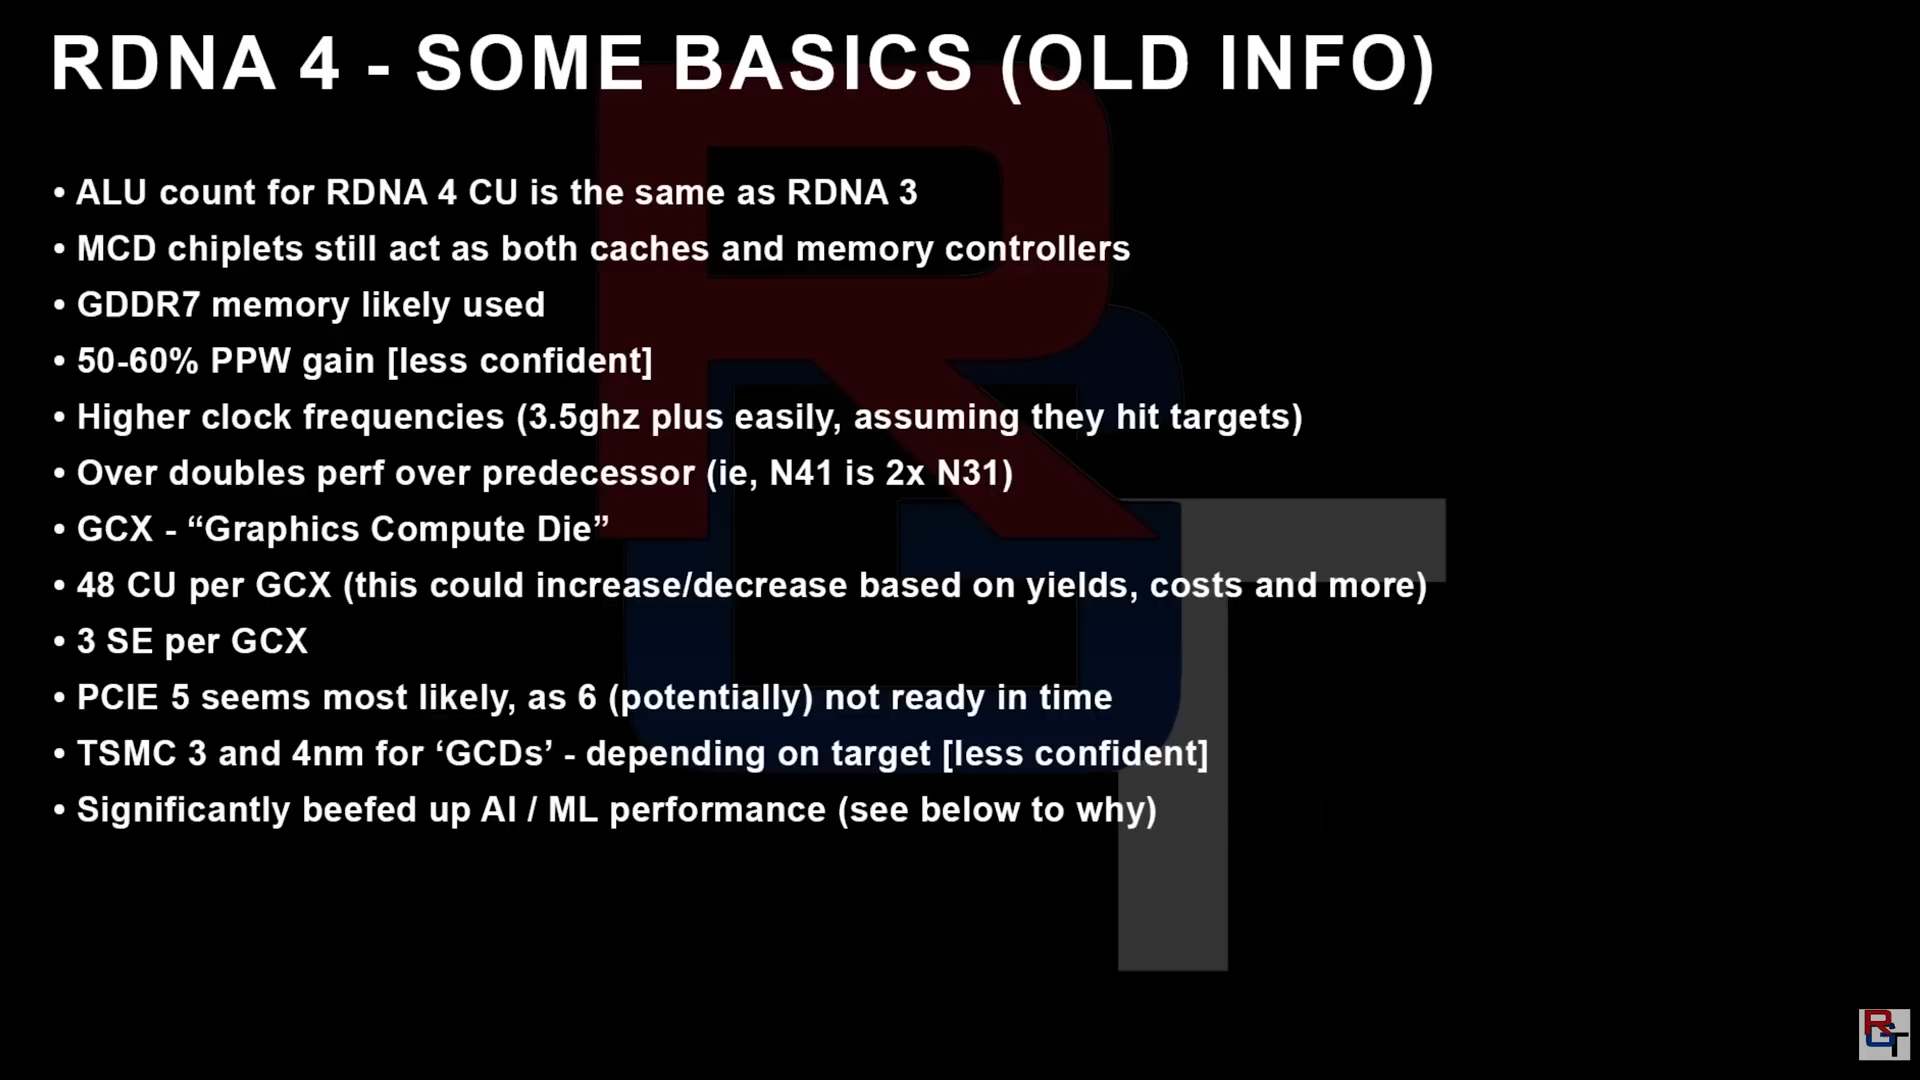 RDNA 4 - SOME BASICS (OLD INFO)
• ALU count for RDNA 4 CU is the same as RDNA 3
• MCD chiplets still act as both caches and memory controllers
• GDDR7 memory likely used
• 50-60% PPW gain [less confident]
• Higher clock frequencies (3.5ghz plus easily, assuming they hit targets)
• Over doubles perf over predecessor (ie, N41 is 2x N31)
• GCX - “Graphics Compute Die”
• 48 CU per GCX (this could increase/decrease based on yields, costs and more)
• 3 SE per GCX
• PCIE 5 seems most likely, as 6 (potentially) not ready in time
• TSMC 3 and 4nm for ‘GCDs’ - depending on target [less confident]
• Significantly beefed up AI / ML performance (see below to why)
RGT